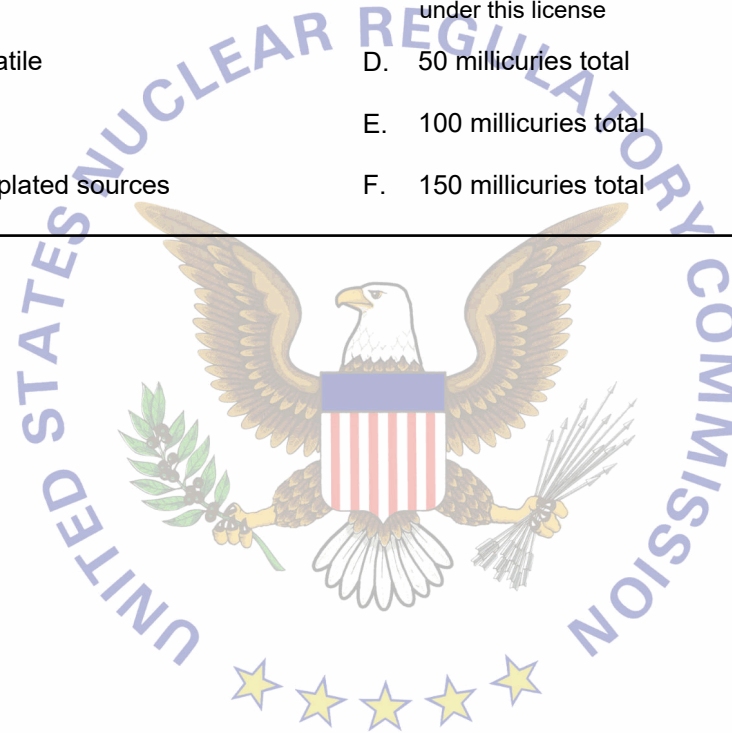 under this license
atile D. 50 millicuries total
E. 100 millicuries total
plated sources F. 150 millicuries total
UNITED STATES NUCLEAR REGULATORY COMMISSION